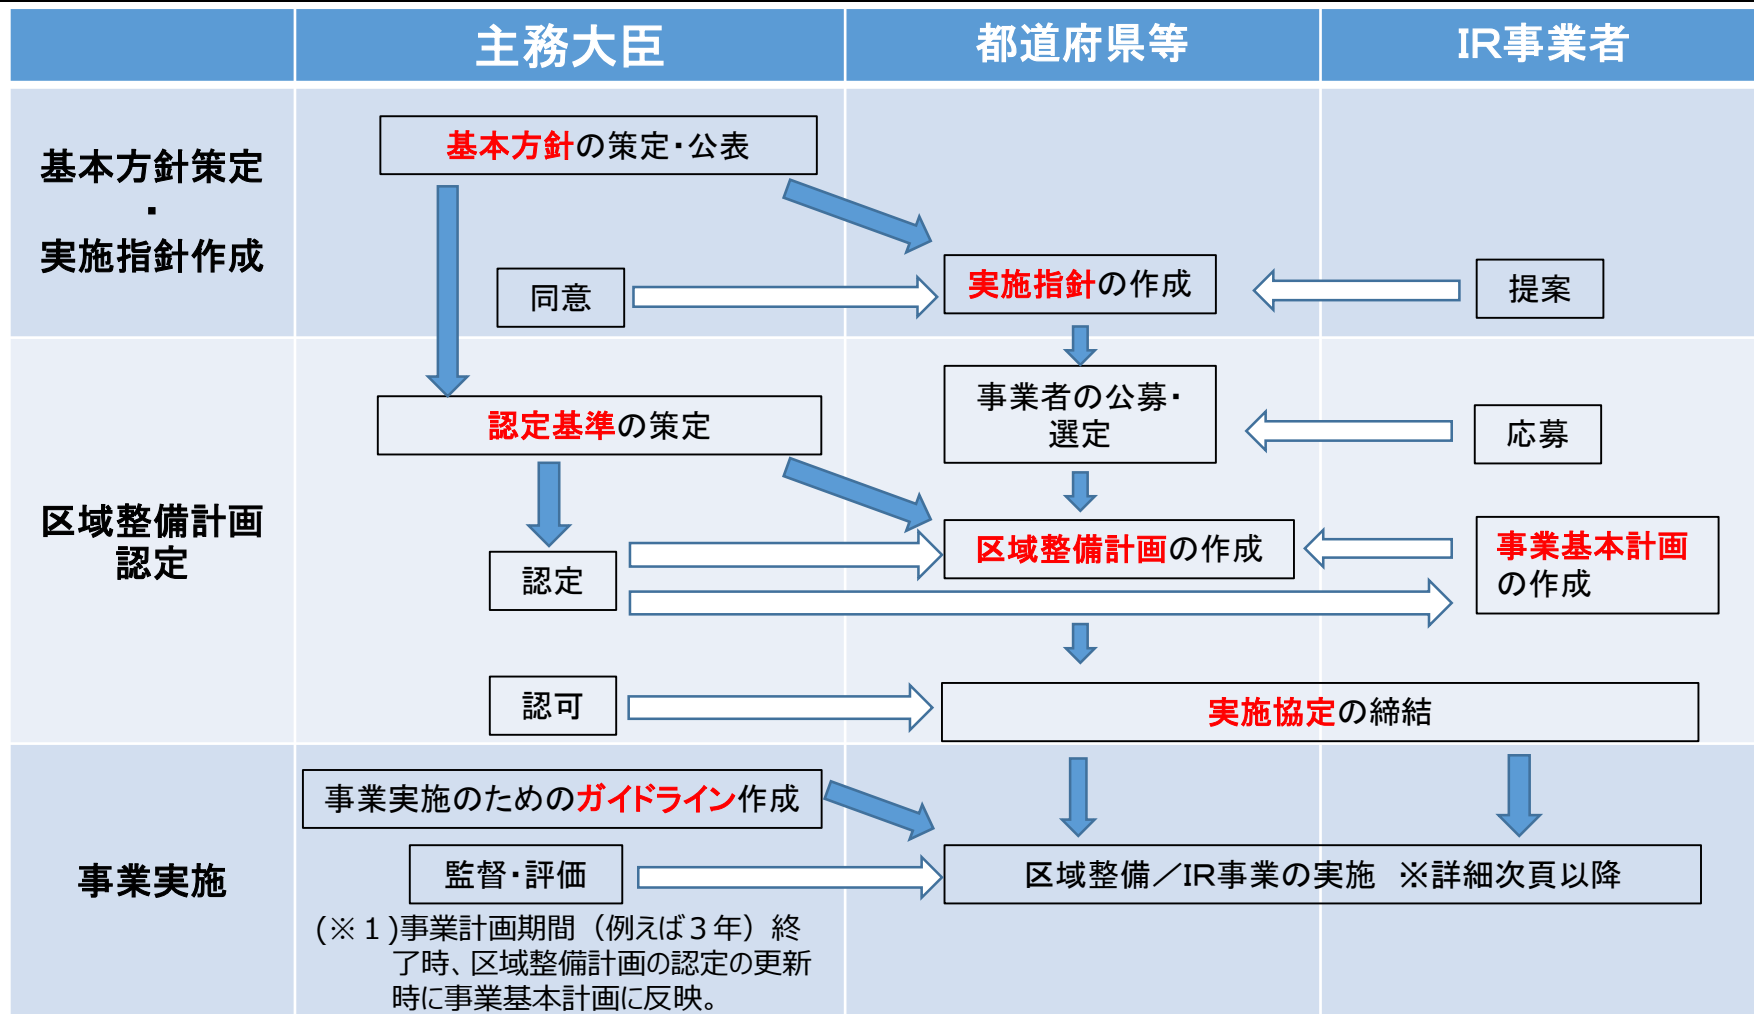 主務大臣
都道府県等
IR事業者
基本方針策定
・
実施指針作成
基本方針の策定・公表
同意
実施指針の作成
提案
区域整備計画
認定
認定基準の策定
事業者の公募・
選定
応募
認定
区域整備計画の作成
事業基本計画
の作成
認可
実施協定の締結
事業実施
事業実施のためのガイドライン作成
監督・評価
区域整備／IR事業の実施　※詳細次頁以降
(※１)事業計画期間（例えば３年）終
了時、区域整備計画の認定の更新
時に事業基本計画に反映。